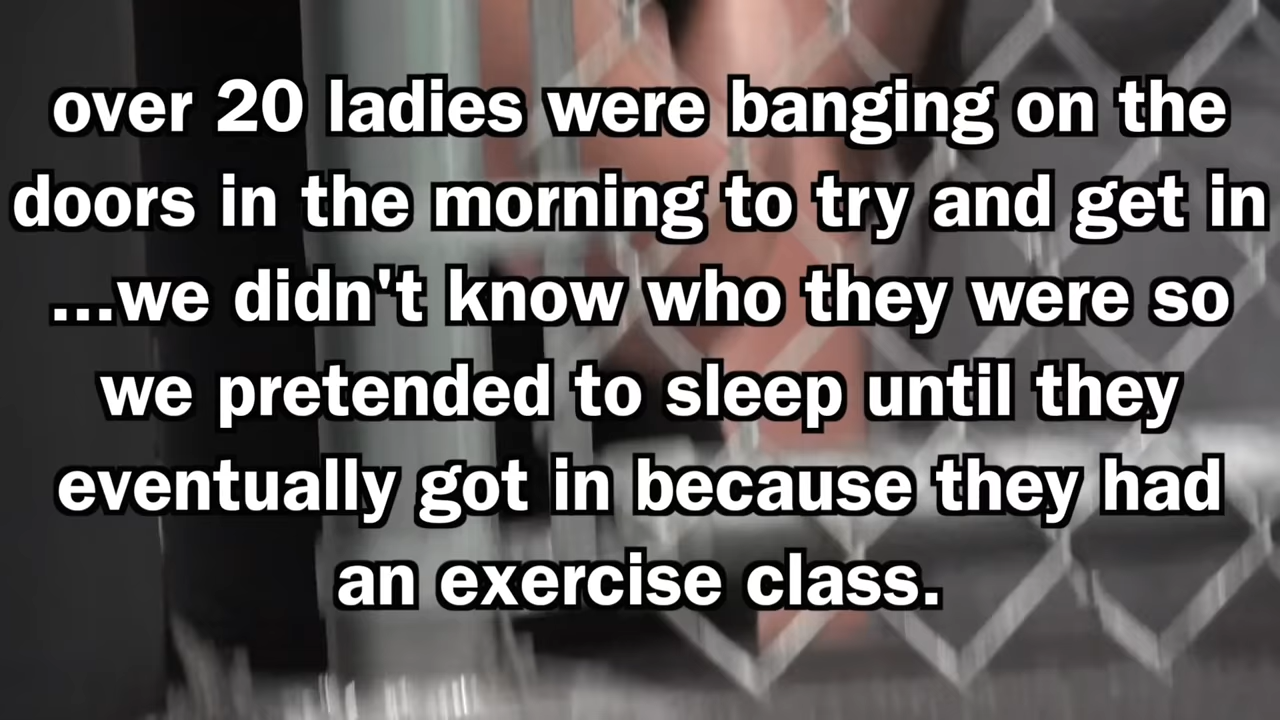 over 20 ladies were banging on the
doors in the morning to try and get in
...we didn't know who they were so
we pretended to sleep until they
eventually got in because they had
an exercise class.